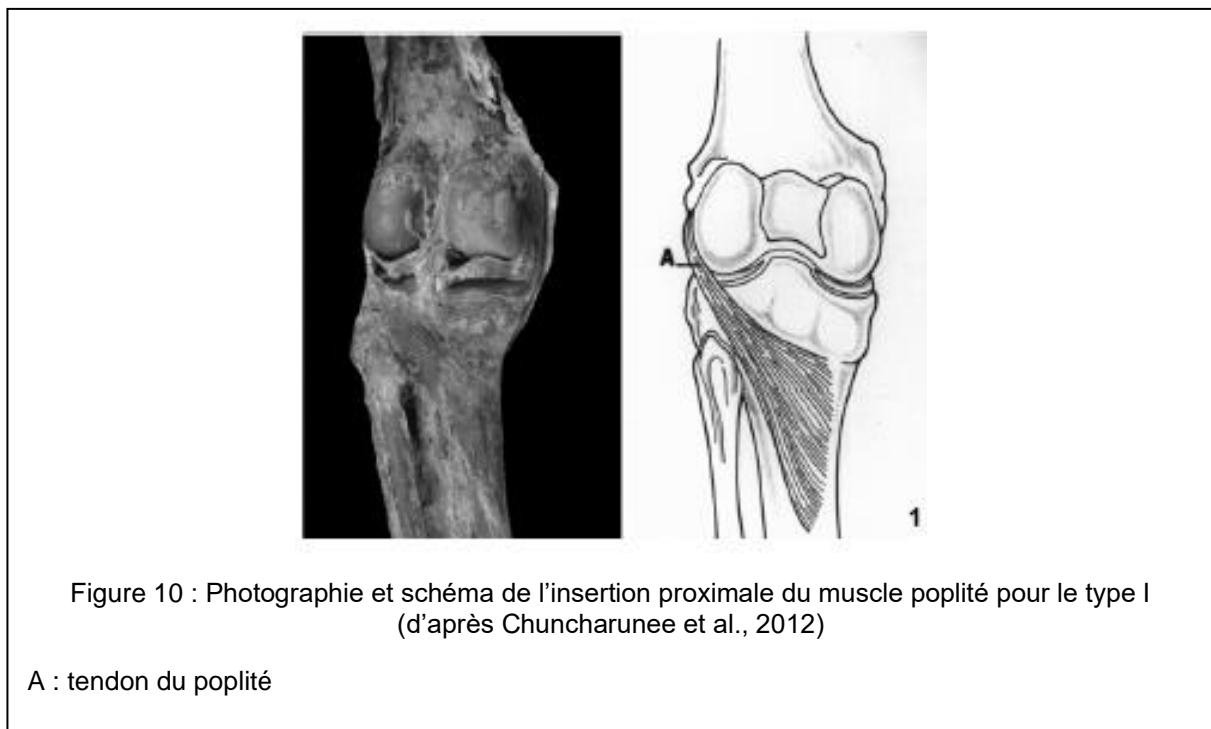 A
1
Figure 10 : Photographie et schéma de l’insertion proximale du muscle poplité pour le type I
(d’après Chuncharunee et al., 2012)
A : tendon du poplité